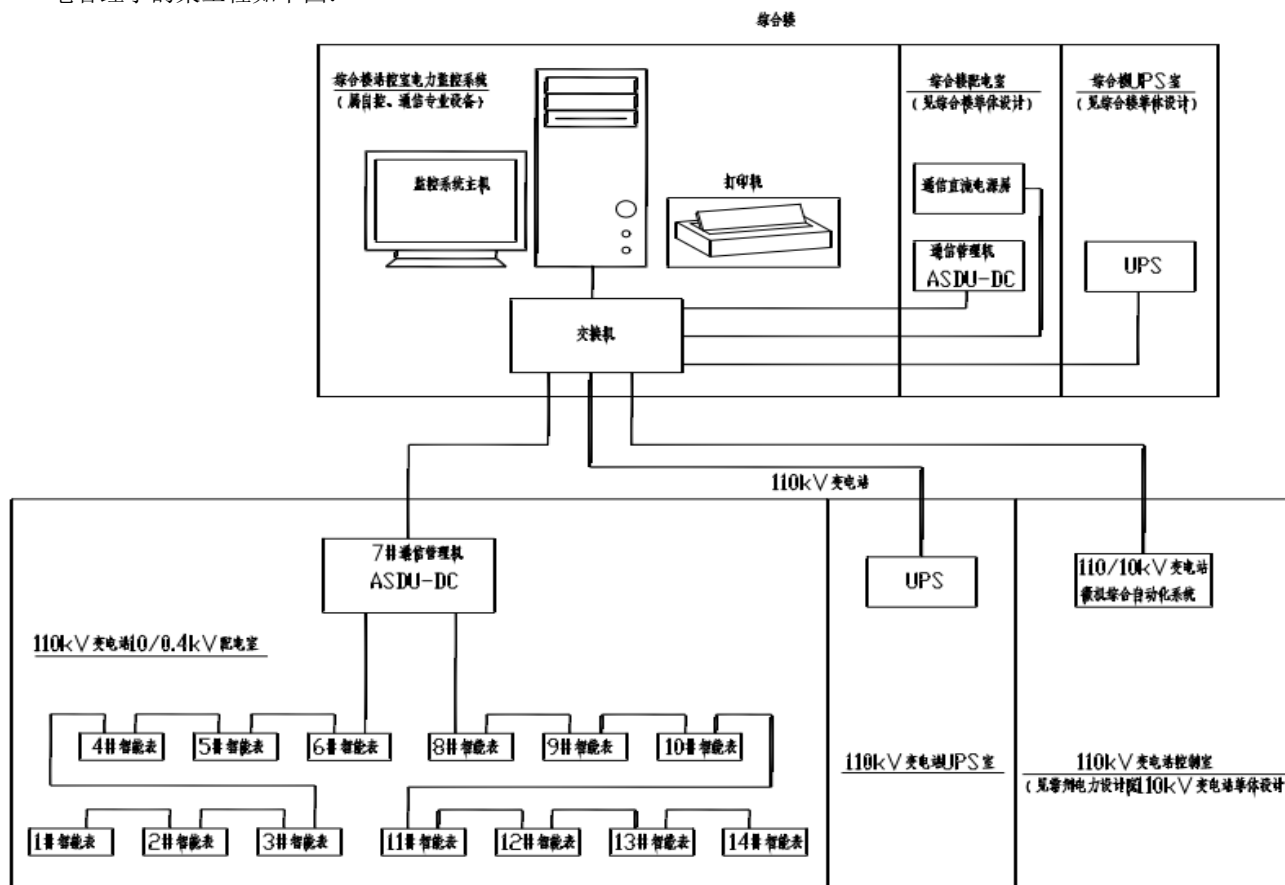 综合楼
综合楼站控室电力监控系统
(属自控、通信专业设备)
综合楼配电室
(见综合楼单体设计)
综合楼UPS室
(见综合楼单体设计)
监控系统主机
打印机
通信直流电源屏
通信管理机
ASDU-DC
UPS
交换机
110kV变电站
7#通信管理机
ASDU-DC
UPS
110/10kV变电站
微机综合自动化系统
110kV变电站10/0.4kV配电室
4#智能表
5#智能表
6#智能表
8#智能表
9#智能表
10#智能表
110kV变电站UPS室
110kV变电站控制室
(见常州电力设计院110kV变电站单体设计
1#智能表
2#智能表
3#智能表
11#智能表
12#智能表
13#智能表
14#智能表